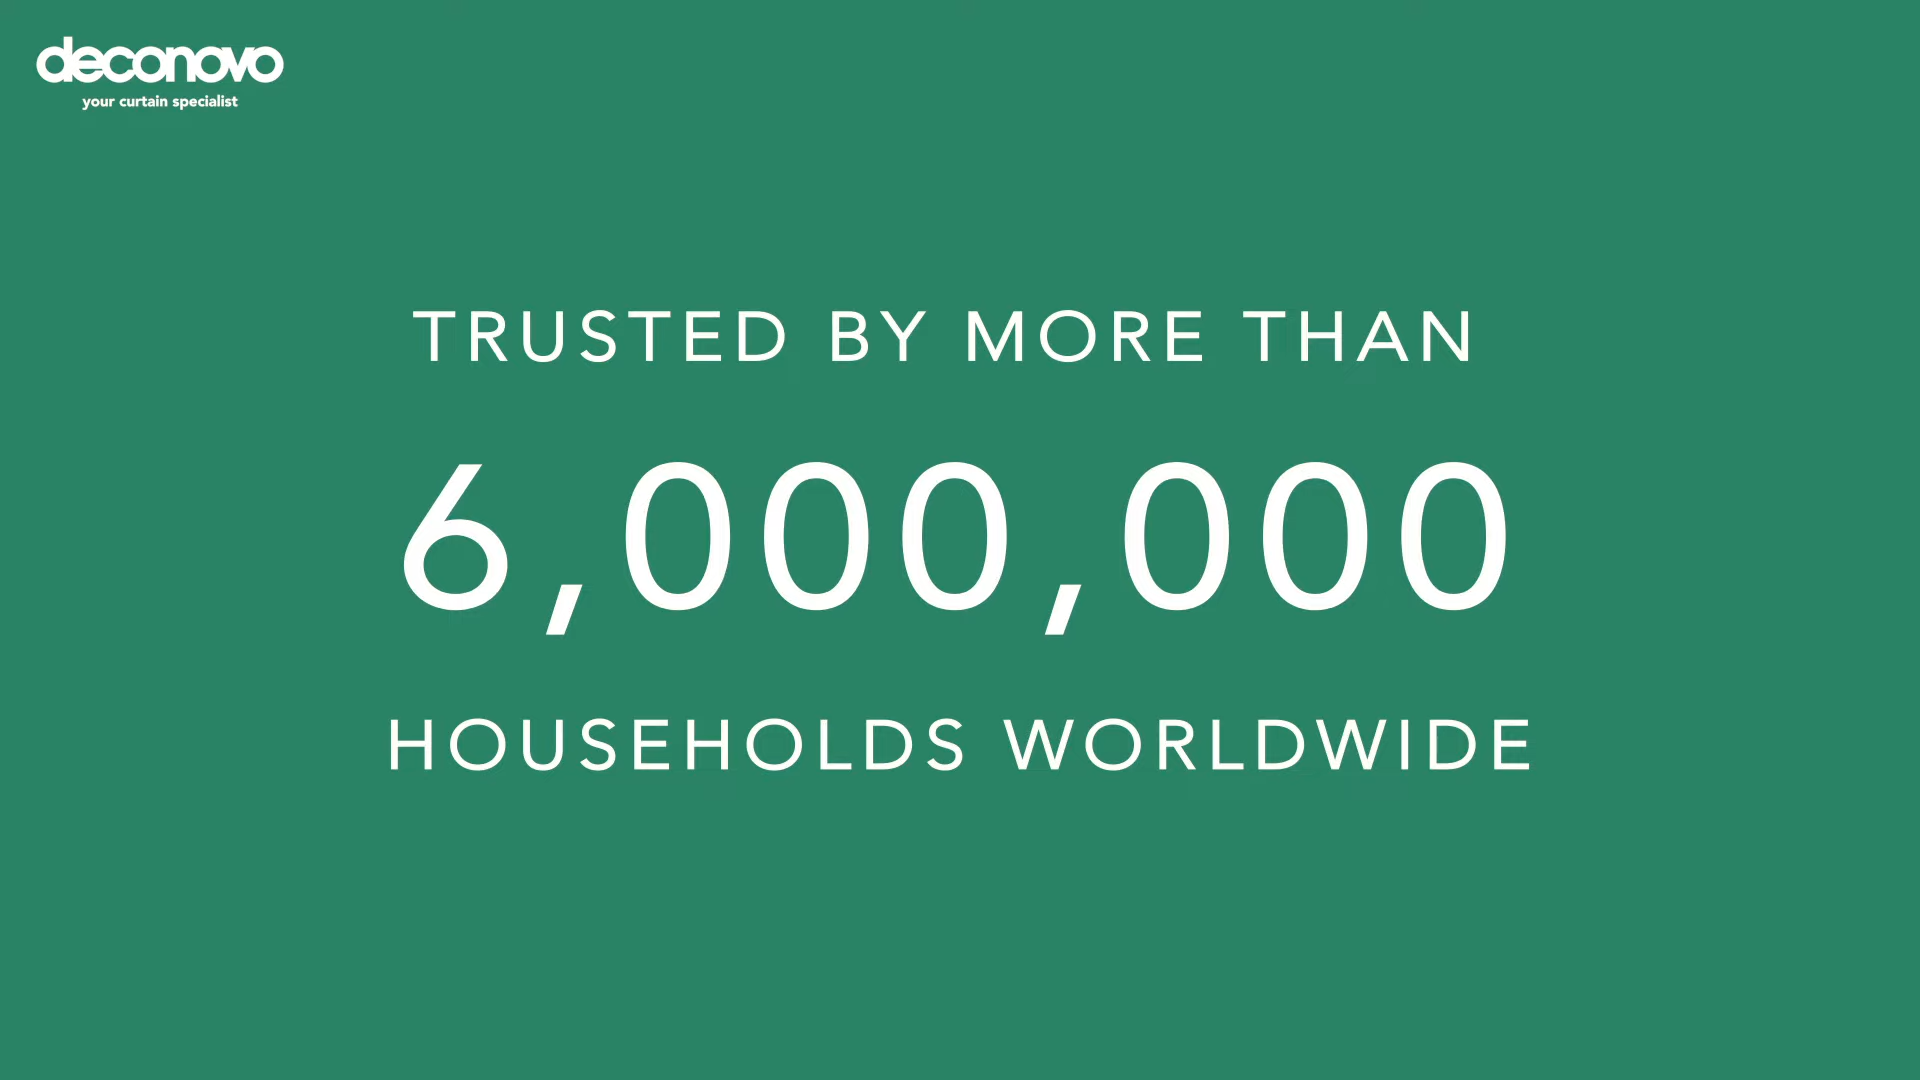 deconovo
your curtain specialist
TRUSTED BY MORE THAN
6,000,000
HOUSEHOLDS WORLDWIDE